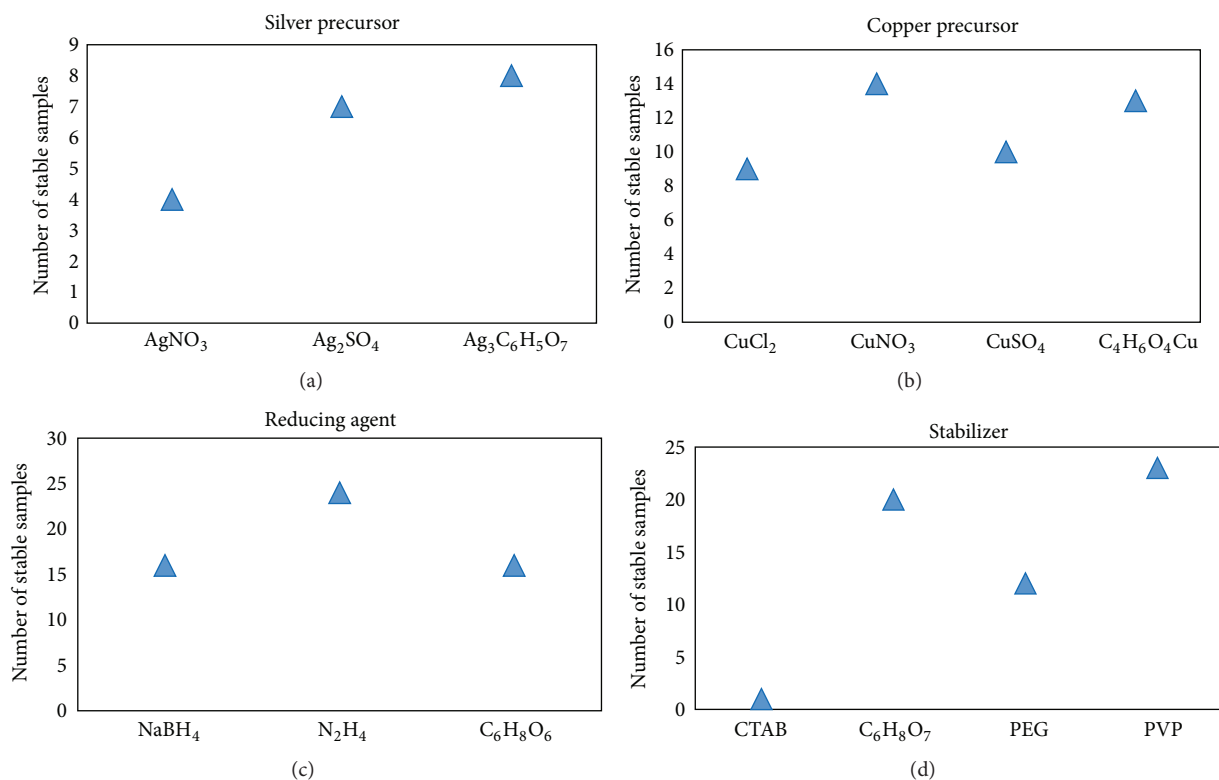 Silver precursor
Number of stable samples
9
8
7
6
5
4
3
2
1
0
AgNO₃ Ag₂SO₄ Ag₃C₆H₅O₇
(a)
Copper precursor
Number of stable samples
16
14
12
10
8
6
4
2
0
CuCl₂ CuNO₃ CuSO₄ C₄H₆O₄Cu
(b)
Reducing agent
Number of stable samples
30
25
20
15
10
5
0
NaBH₄ N₂H₄ C₆H₈O₆
(c)
Stabilizer
Number of stable samples
25
20
15
10
5
0
CTAB C₆H₈O₇ PEG PVP
(d)